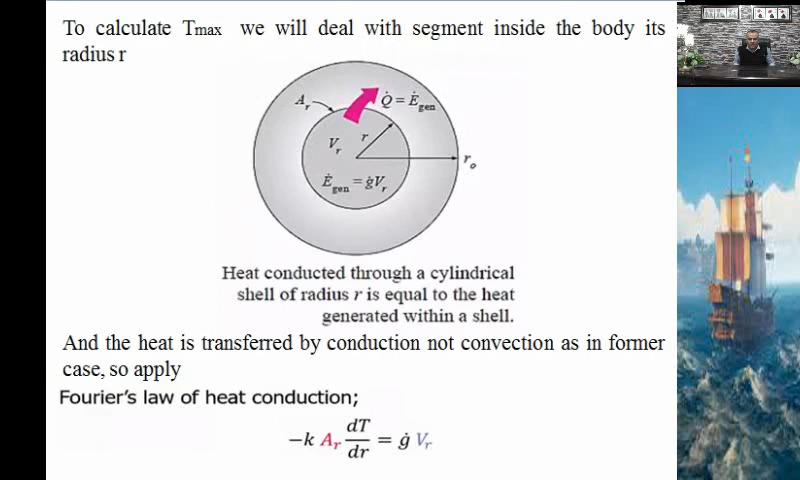 To calculate Tmax we will deal with segment inside the body its
radius r
Aᵣ
Q̇ = Ėgen
Vᵣ
r
rₒ
Ėgen = ġVᵣ
Heat conducted through a cylindrical
shell of radius r is equal to the heat
generated within a shell.
And the heat is transferred by conduction not convection as in former
case, so apply
Fourier's law of heat conduction;
−k Aᵣ dT/dr = ġ Vᵣ